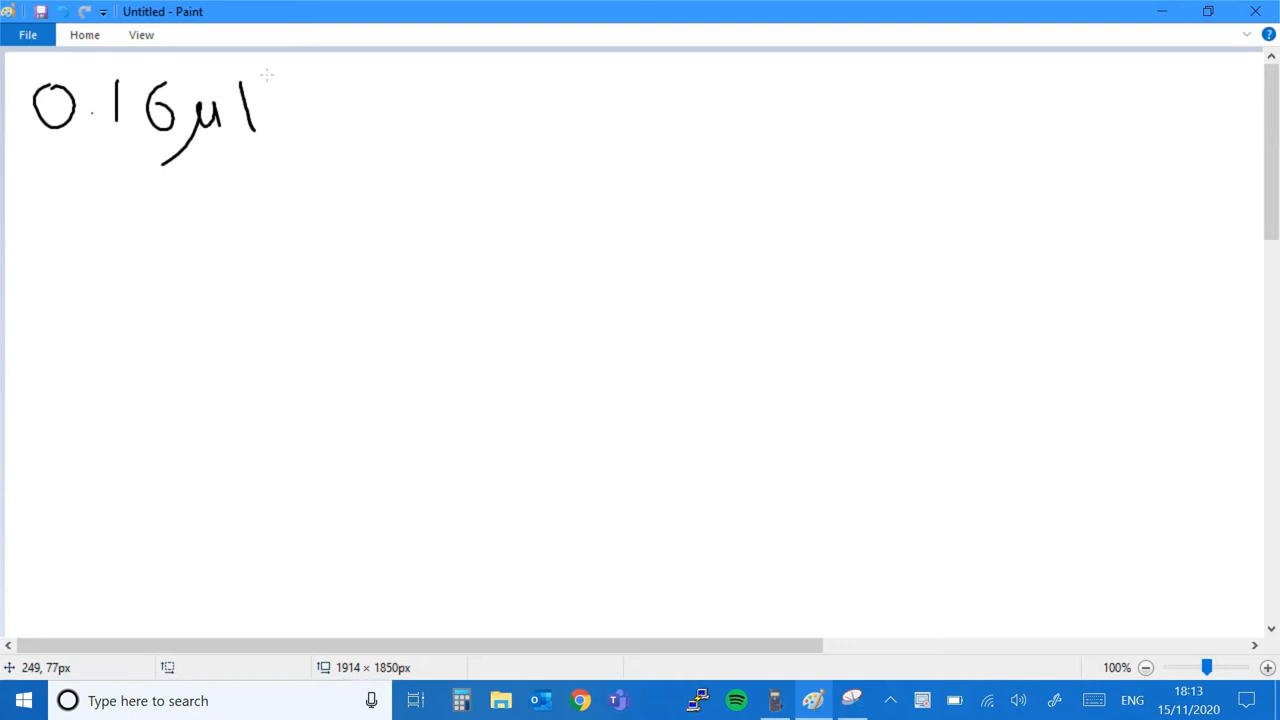 Untitled - Paint
File Home View
0.16μl
249, 77px 1914 × 1850px 100%
Type here to search ENG 18:13
15/11/2020